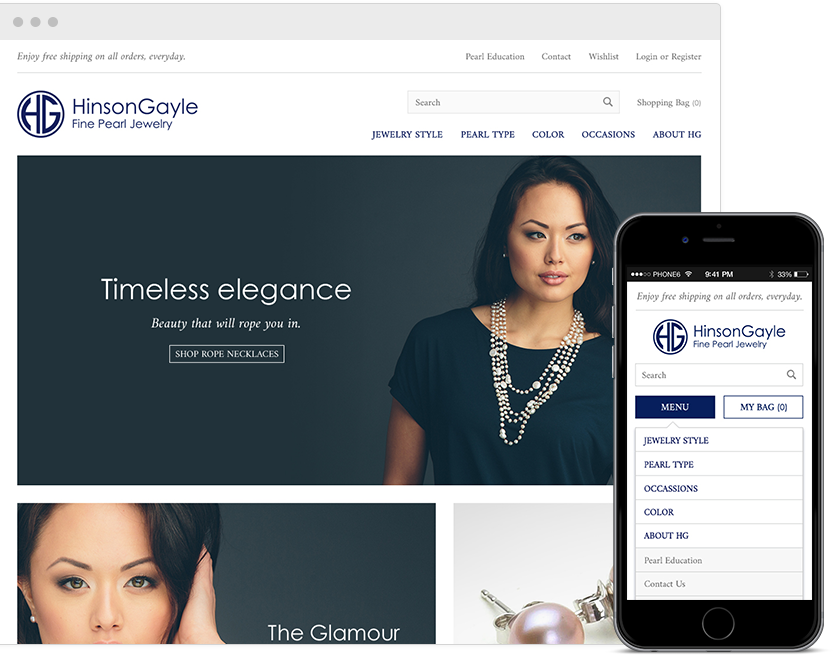 Enjoy free shipping on all orders, everyday.
Pearl Education Contact Wishlist Login or Register
HG HinsonGayle
Fine Pearl Jewelry
Search
Shopping Bag (0)
JEWELRY STYLE PEARL TYPE COLOR OCCASIONS ABOUT HG
Timeless elegance
Beauty that will rope you in.
SHOP ROPE NECKLACES
The Glamour
PHONE6 9:41 PM 33%
Enjoy free shipping on all orders, everyday.
HG HinsonGayle
Fine Pearl Jewelry
Search
MENU MY BAG (0)
JEWELRY STYLE
PEARL TYPE
OCCASSIONS
COLOR
ABOUT HG
Pearl Education
Contact Us